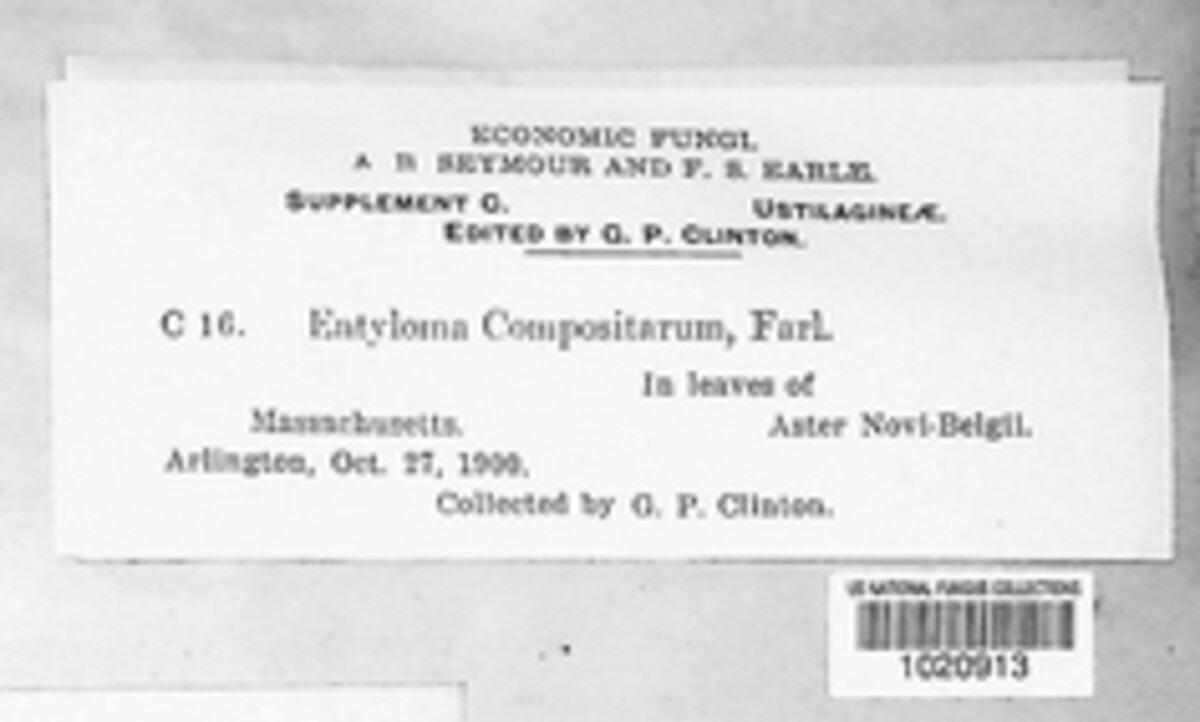 ECONOMIC FUNGI.
A B SEYMOUR AND F. S. EARLE.
SUPPLEMENT C. USTILAGINEÆ.
EDITED BY G. P. CLINTON.
C 16. Entyloma Compositarum, Farl.
In leaves of
Massachusetts. Aster Novi-Belgii.
Arlington, Oct. 27, 1900.
Collected by G. P. Clinton.
US NATIONAL FUNGUS COLLECTIONS
1020913